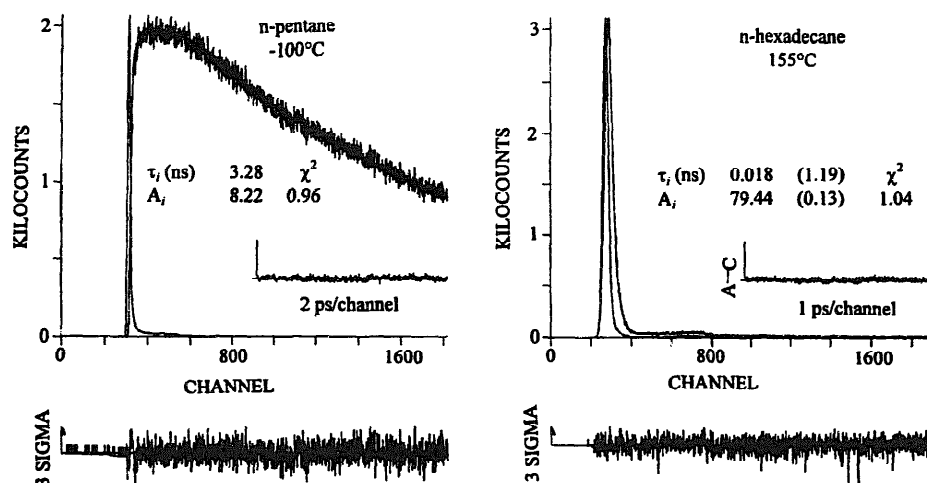 n-pentane
-100°C
2
1
0
KILOCOUNTS
τi (ns) 3.28 χ²
Ai 8.22 0.96
2 ps/channel
0 800 1600
CHANNEL
3 SIGMA
n-hexadecane
155°C
3
2
1
0
KILOCOUNTS
τi (ns) 0.018 (1.19) χ²
Ai 79.44 (0.13) 1.04
A-C
1 ps/channel
0 800 1600
CHANNEL
3 SIGMA